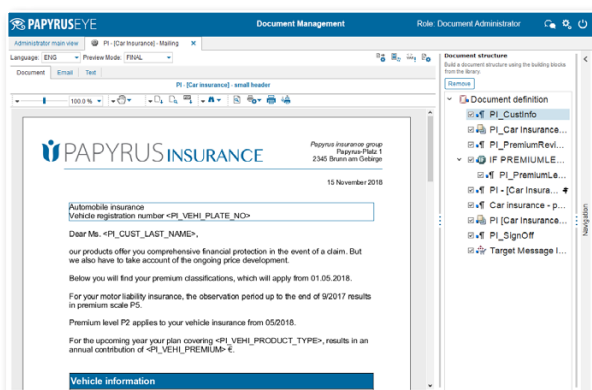 PAPYRUSEYE
Document Management
Role: Document Administrator
Administrator main view
PI - [Car Insurance] - Mailing
Language: ENG
Preview Mode: FINAL
Document Email Text
PI - [Car insurance] - small header
100.0 %
PAPYRUS INSURANCE
Papyrus insurance group
Papyrus-Platz 1
2345 Brunn am Gebirge
15 November 2018
Automobile insurance
Vehicle registration number <PI_VEHI_PLATE_NO>
Dear Ms. <PI_CUST_LAST_NAME>,
our products offer you comprehensive financial protection in the event of a claim. But
we also have to take account of the ongoing price development.
Below you will find your premium classifications, which will apply from 01.05.2018.
For your motor liability insurance, the observation period up to the end of 9/2017 results
in premium scale P5.
Premium level P2 applies to your vehicle insurance from 05/2018.
For the upcoming year your plan covering <PI_VEHI_PRODUCT_TYPE>, results in an
annual contribution of <PI_VEHI_PREMIUM> €.
Vehicle information
Document structure
Build a document structure using the building blocks
from the library.
Remove
Document definition
PI_CustInfo
PI_Car Insurance...
PI_PremiumRevi...
IF PREMIUMLE...
PI_PremiumLe...
PI - [Car Insura...
Car insurance - p...
PI [Car Insurance...
PI_SignOff
Target Message I...
Navigation